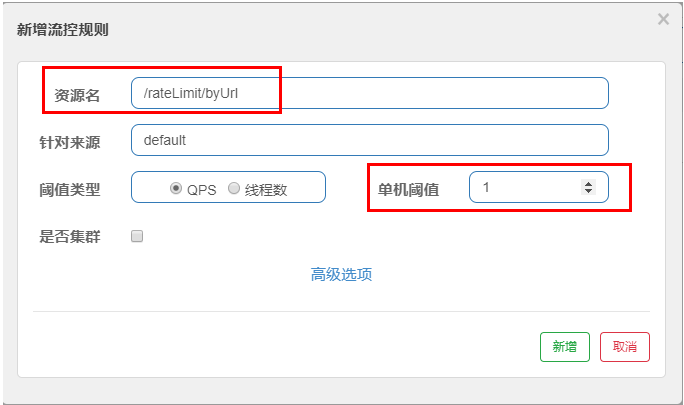 新增流控规则
×
资源名 /rateLimit/byUrl
针对来源 default
阈值类型 QPS 线程数 单机阈值 1
是否集群
高级选项
新增 取消